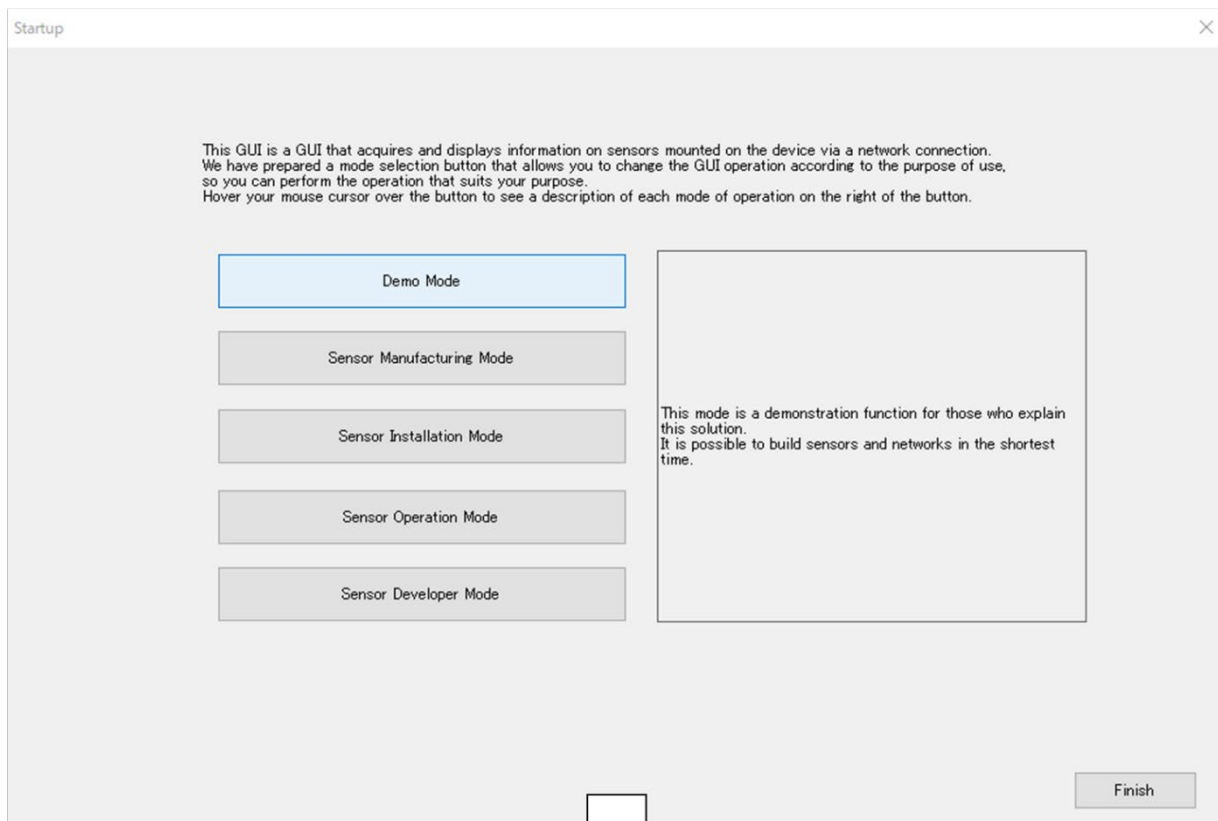 Startup
This GUI is a GUI that acquires and displays information on sensors mounted on the device via a network connection.
We have prepared a mode selection button that allows you to change the GUI operation according to the purpose of use,
so you can perform the operation that suits your purpose.
Hover your mouse cursor over the button to see a description of each mode of operation on the right of the button.
Demo Mode
Sensor Manufacturing Mode
Sensor Installation Mode
Sensor Operation Mode
Sensor Developer Mode
This mode is a demonstration function for those who explain
this solution.
It is possible to build sensors and networks in the shortest
time.
Finish